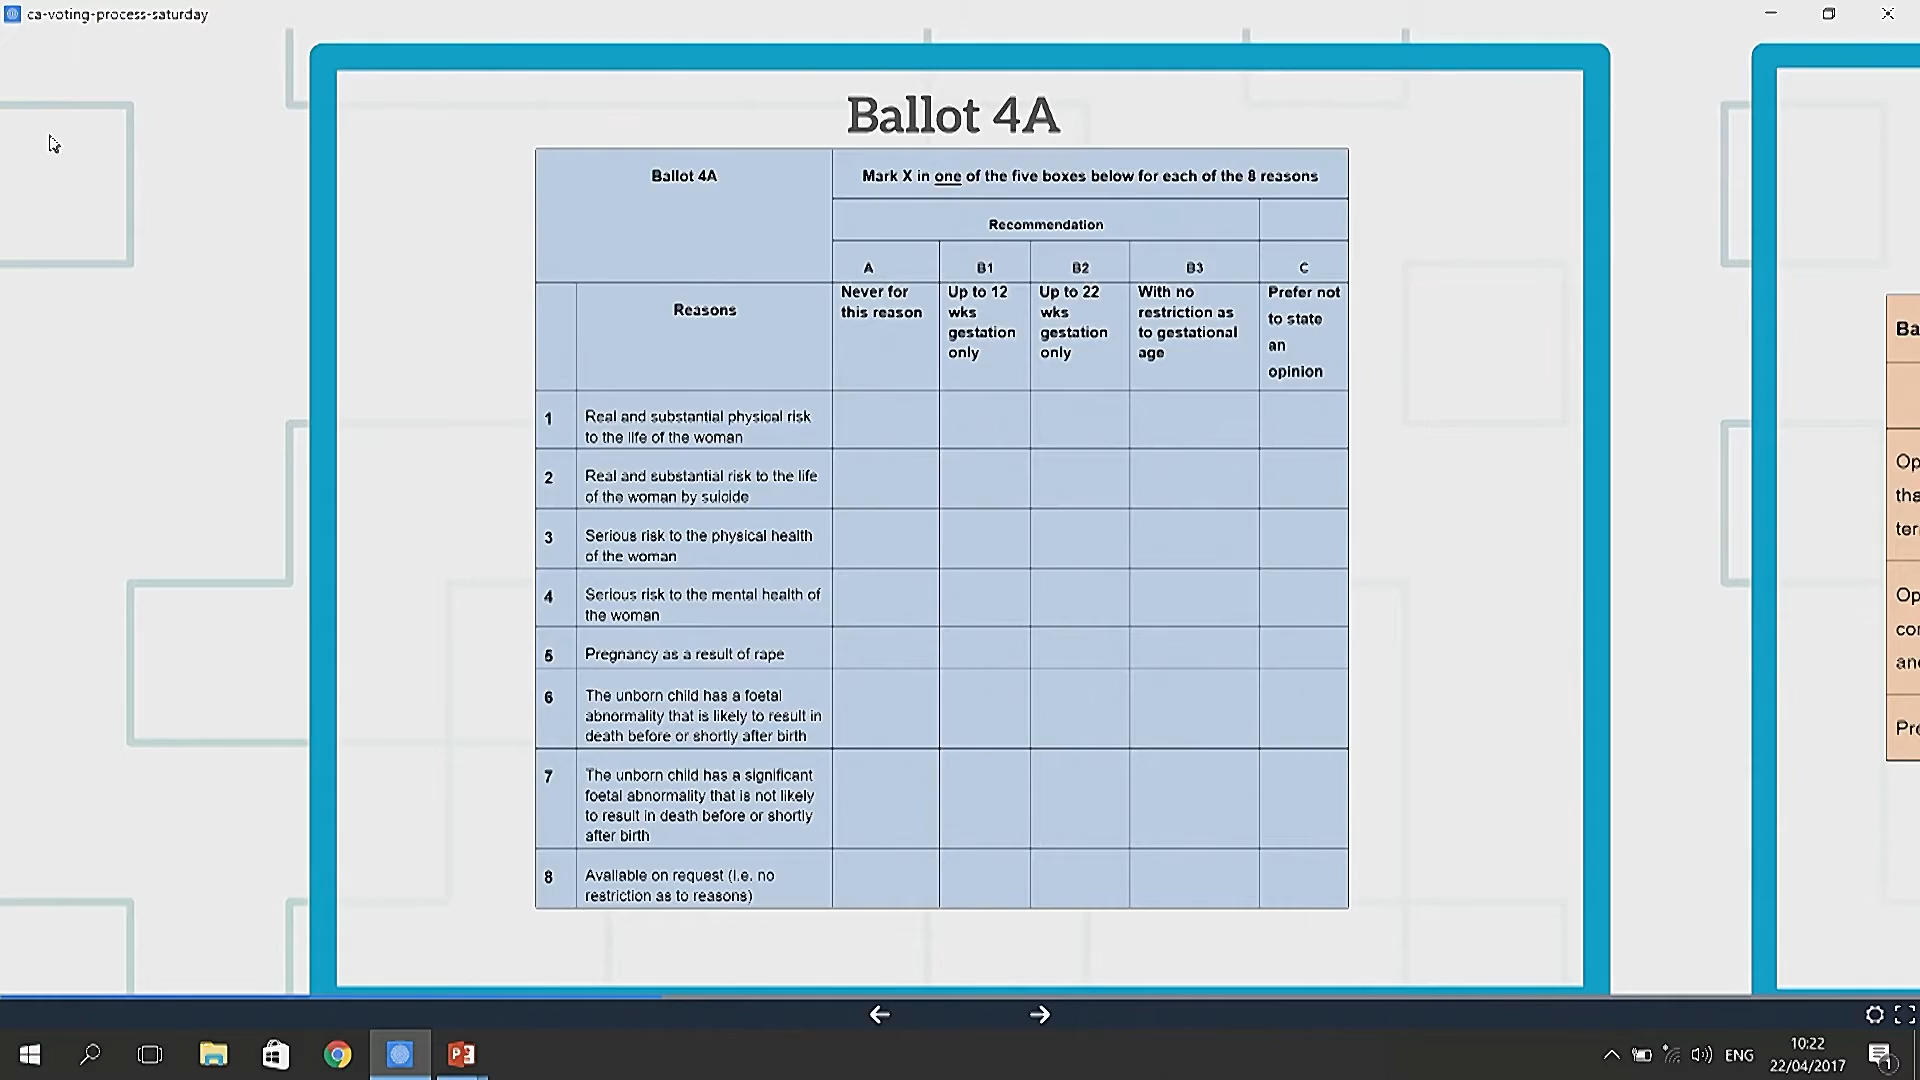 ca-voting-process-saturday
Ballot 4A
Ballot 4A
Mark X in one of the five boxes below for each of the 8 reasons
Recommendation
A
B1
B2
B3
C
Reasons
Never for
this reason
Up to 12
wks
gestation
only
Up to 22
wks
gestation
only
With no
restriction as
to gestational
age
Prefer not
to state
an
opinion
1
Real and substantial physical risk
to the life of the woman
2
Real and substantial risk to the life
of the woman by suicide
3
Serious risk to the physical health
of the woman
4
Serious risk to the mental health of
the woman
5
Pregnancy as a result of rape
6
The unborn child has a foetal
abnormality that is likely to result in
death before or shortly after birth
7
The unborn child has a significant
foetal abnormality that is not likely
to result in death before or shortly
after birth
8
Available on request (I.e. no
restriction as to reasons)
Ba
Op
tha
ter
Op
cor
and
Pre
ENG
10:22
22/04/2017
1